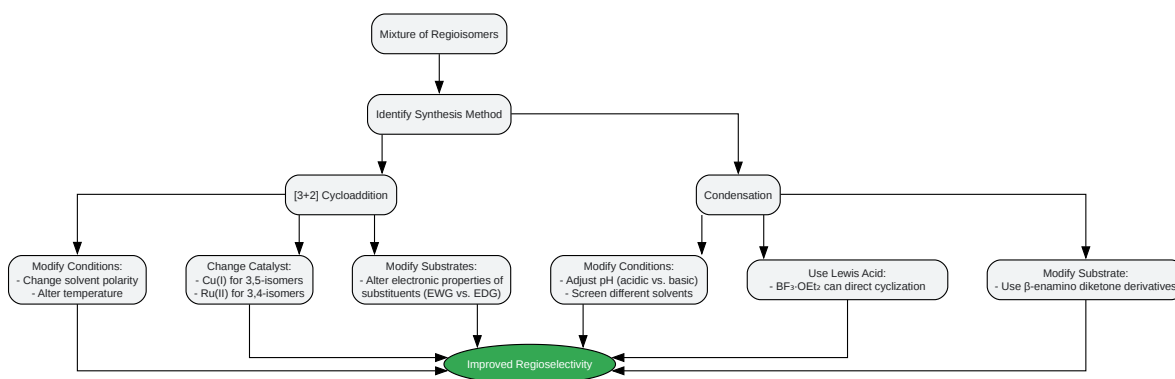 Mixture of Regioisomers
Identify Synthesis Method
[3+2] Cycloaddition
Condensation
Modify Conditions:
- Change solvent polarity
- Alter temperature
Change Catalyst:
- Cu(I) for 3,5-isomers
- Ru(II) for 3,4-isomers
Modify Substrates:
- Alter electronic properties of
substituents (EWG vs. EDG)
Modify Conditions:
- Adjust pH (acidic vs. basic)
- Screen different solvents
Use Lewis Acid:
- BF₃·OEt₂ can direct cyclization
Modify Substrate:
- Use β-enamino diketone derivatives
Improved Regioselectivity